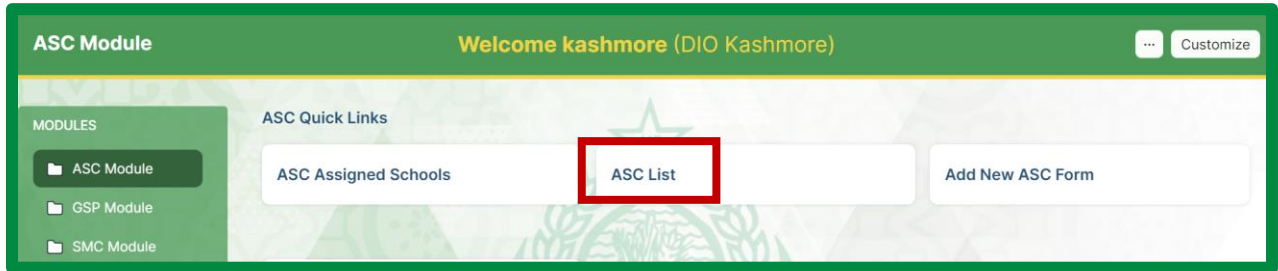 ASC Module
Welcome kashmore (DIO Kashmore)
... Customize
MODULES
ASC Module
GSP Module
SMC Module
ASC Quick Links
ASC Assigned Schools
ASC List
Add New ASC Form